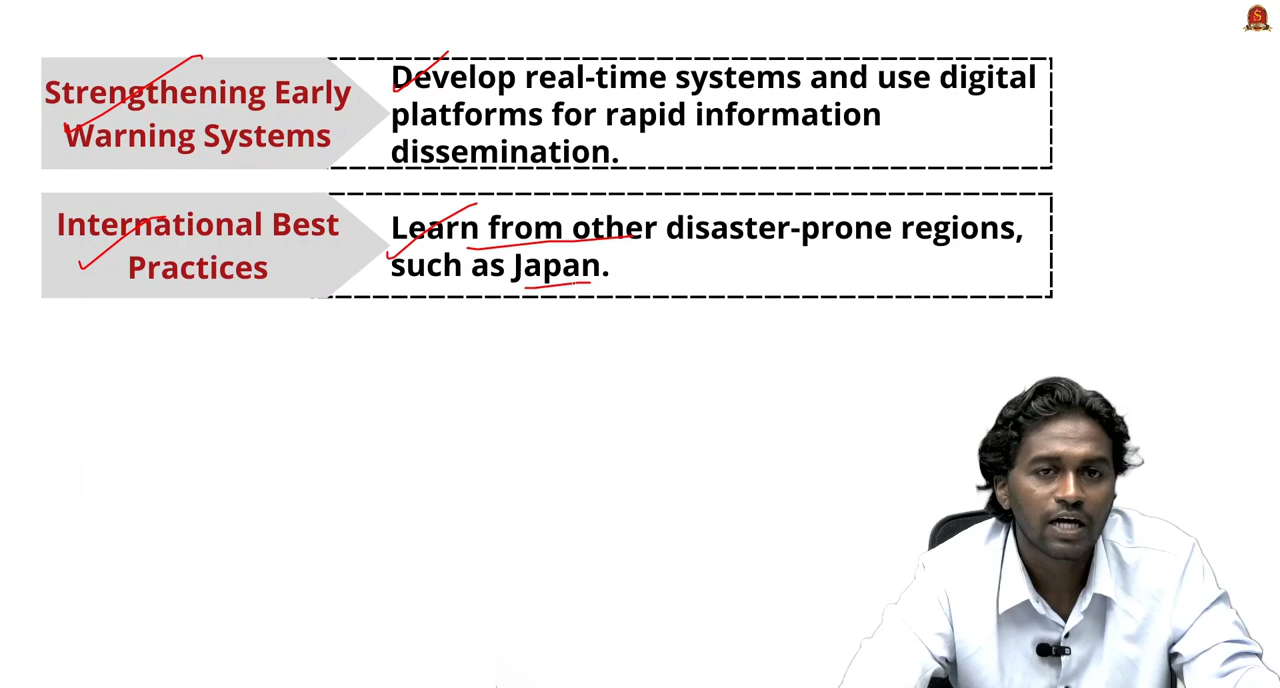 Strengthening Early
Warning Systems
Develop real-time systems and use digital
platforms for rapid information
dissemination.
International Best
Practices
Learn from other disaster-prone regions,
such as Japan.